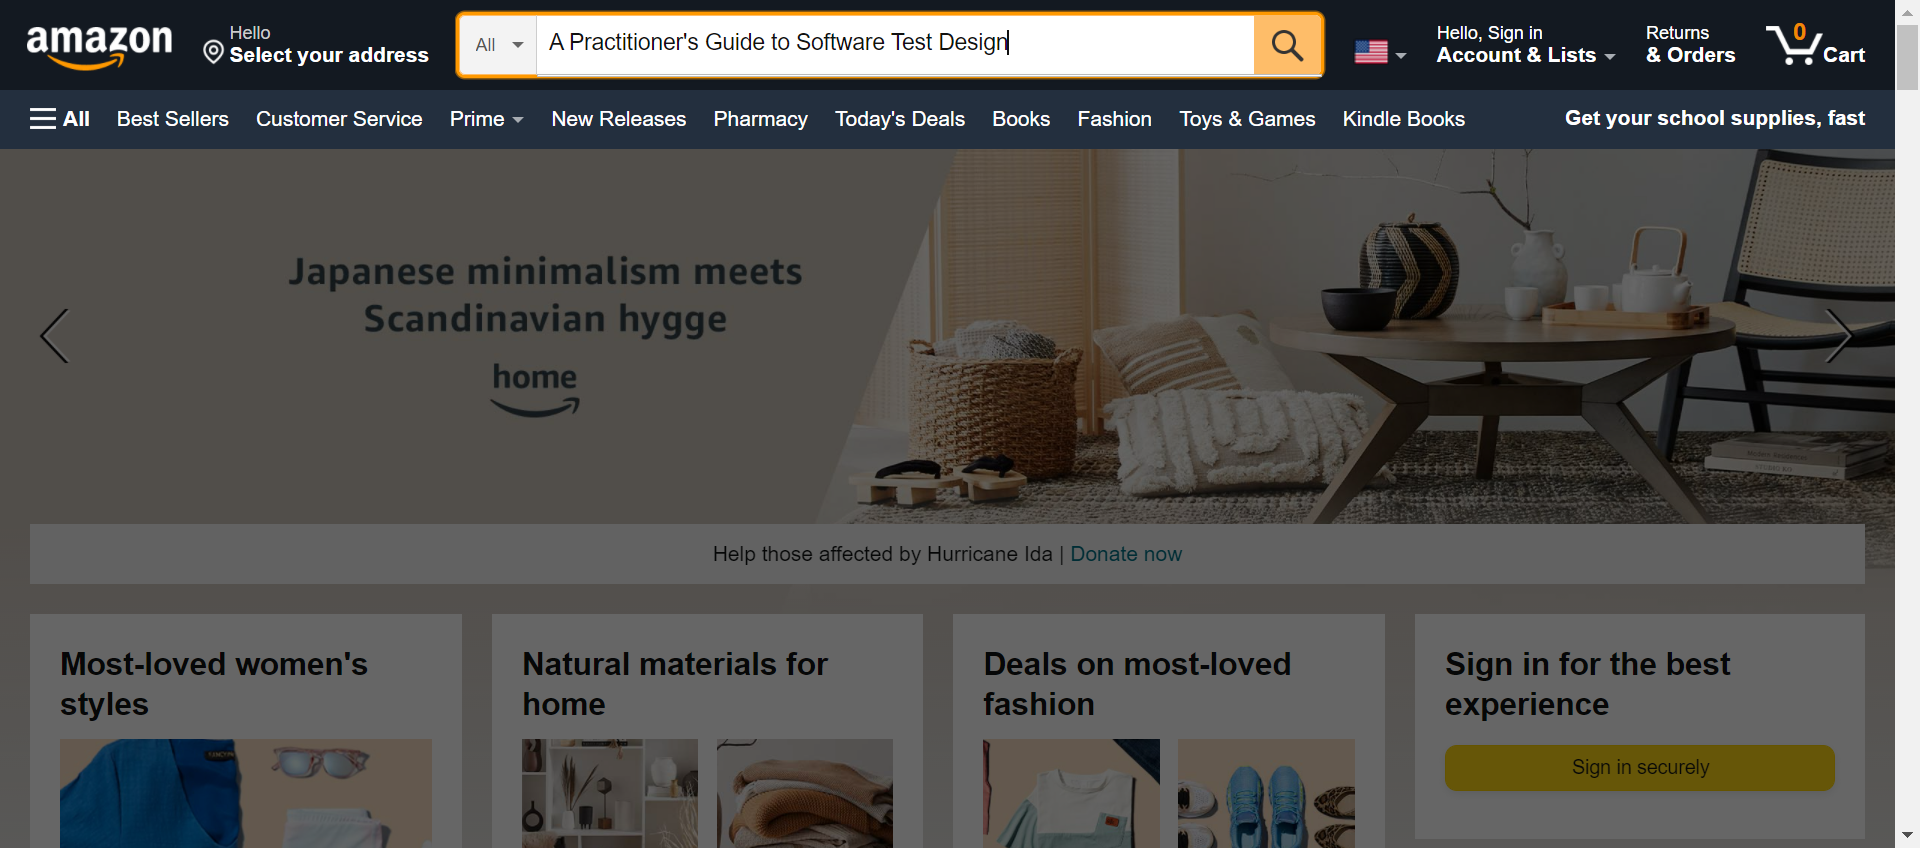 amazon
Hello
Select your address
All
A Practitioner's Guide to Software Test Design
Hello, Sign in
Account & Lists
Returns
& Orders
0
Cart
All
Best Sellers
Customer Service
Prime
New Releases
Pharmacy
Today's Deals
Books
Fashion
Toys & Games
Kindle Books
Get your school supplies, fast
Japanese minimalism meets
Scandinavian hygge
home
Help those affected by Hurricane Ida | Donate now
Most-loved women's
styles
Natural materials for
home
Deals on most-loved
fashion
Sign in for the best
experience
Sign in securely